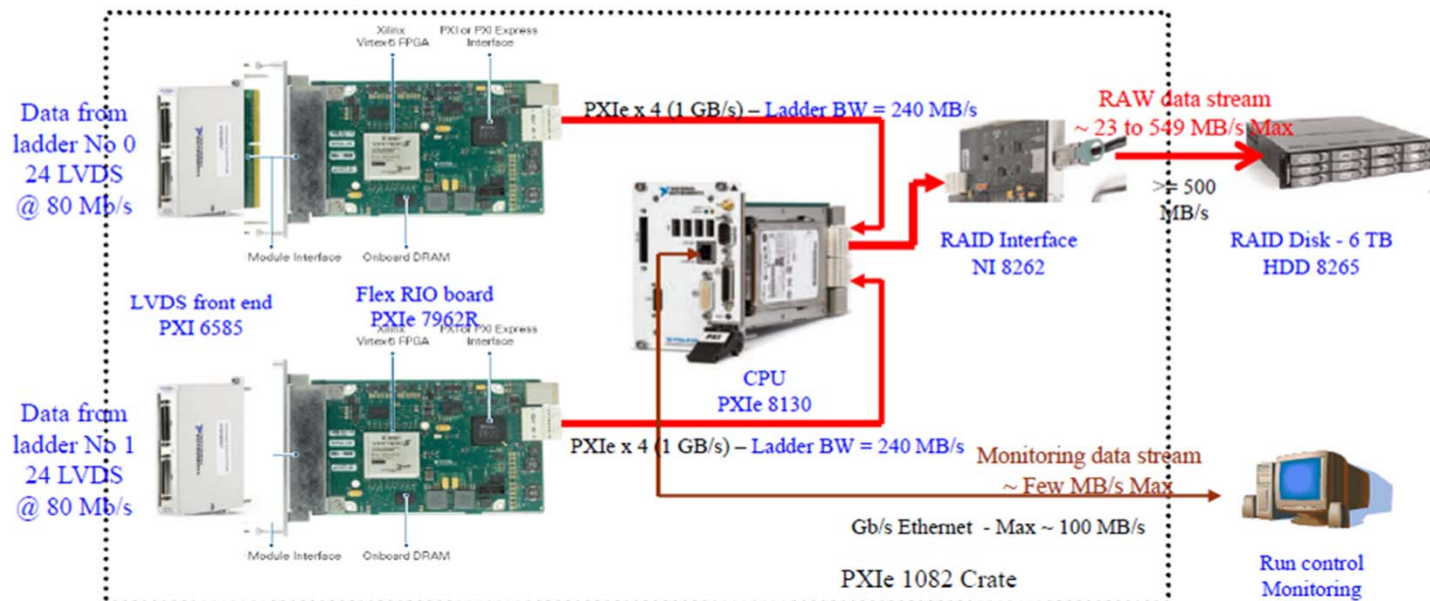 Xilinx
Virtex5 FPGA
PXI or PXI Express
Interface
Data from
ladder No 0
24 LVDS
@ 80 Mb/s
Module Interface
Onboard DRAM
PXIe x 4 (1 GB/s) – Ladder BW = 240 MB/s
RAW data stream
~ 23 to 549 MB/s Max
>= 500
MB/s
RAID Interface
NI 8262
RAID Disk - 6 TB
HDD 8265
LVDS front end
PXI 6585
Flex RIO board
PXIe 7962R
Xilinx
Virtex5 FPGA
PXI or PXI Express
Interface
CPU
PXIe 8130
Data from
ladder No 1
24 LVDS
@ 80 Mb/s
Module Interface
Onboard DRAM
PXIe x 4 (1 GB/s) – Ladder BW = 240 MB/s
Monitoring data stream
~ Few MB/s Max
Gb/s Ethernet - Max ~ 100 MB/s
PXIe 1082 Crate
Run control
Monitoring